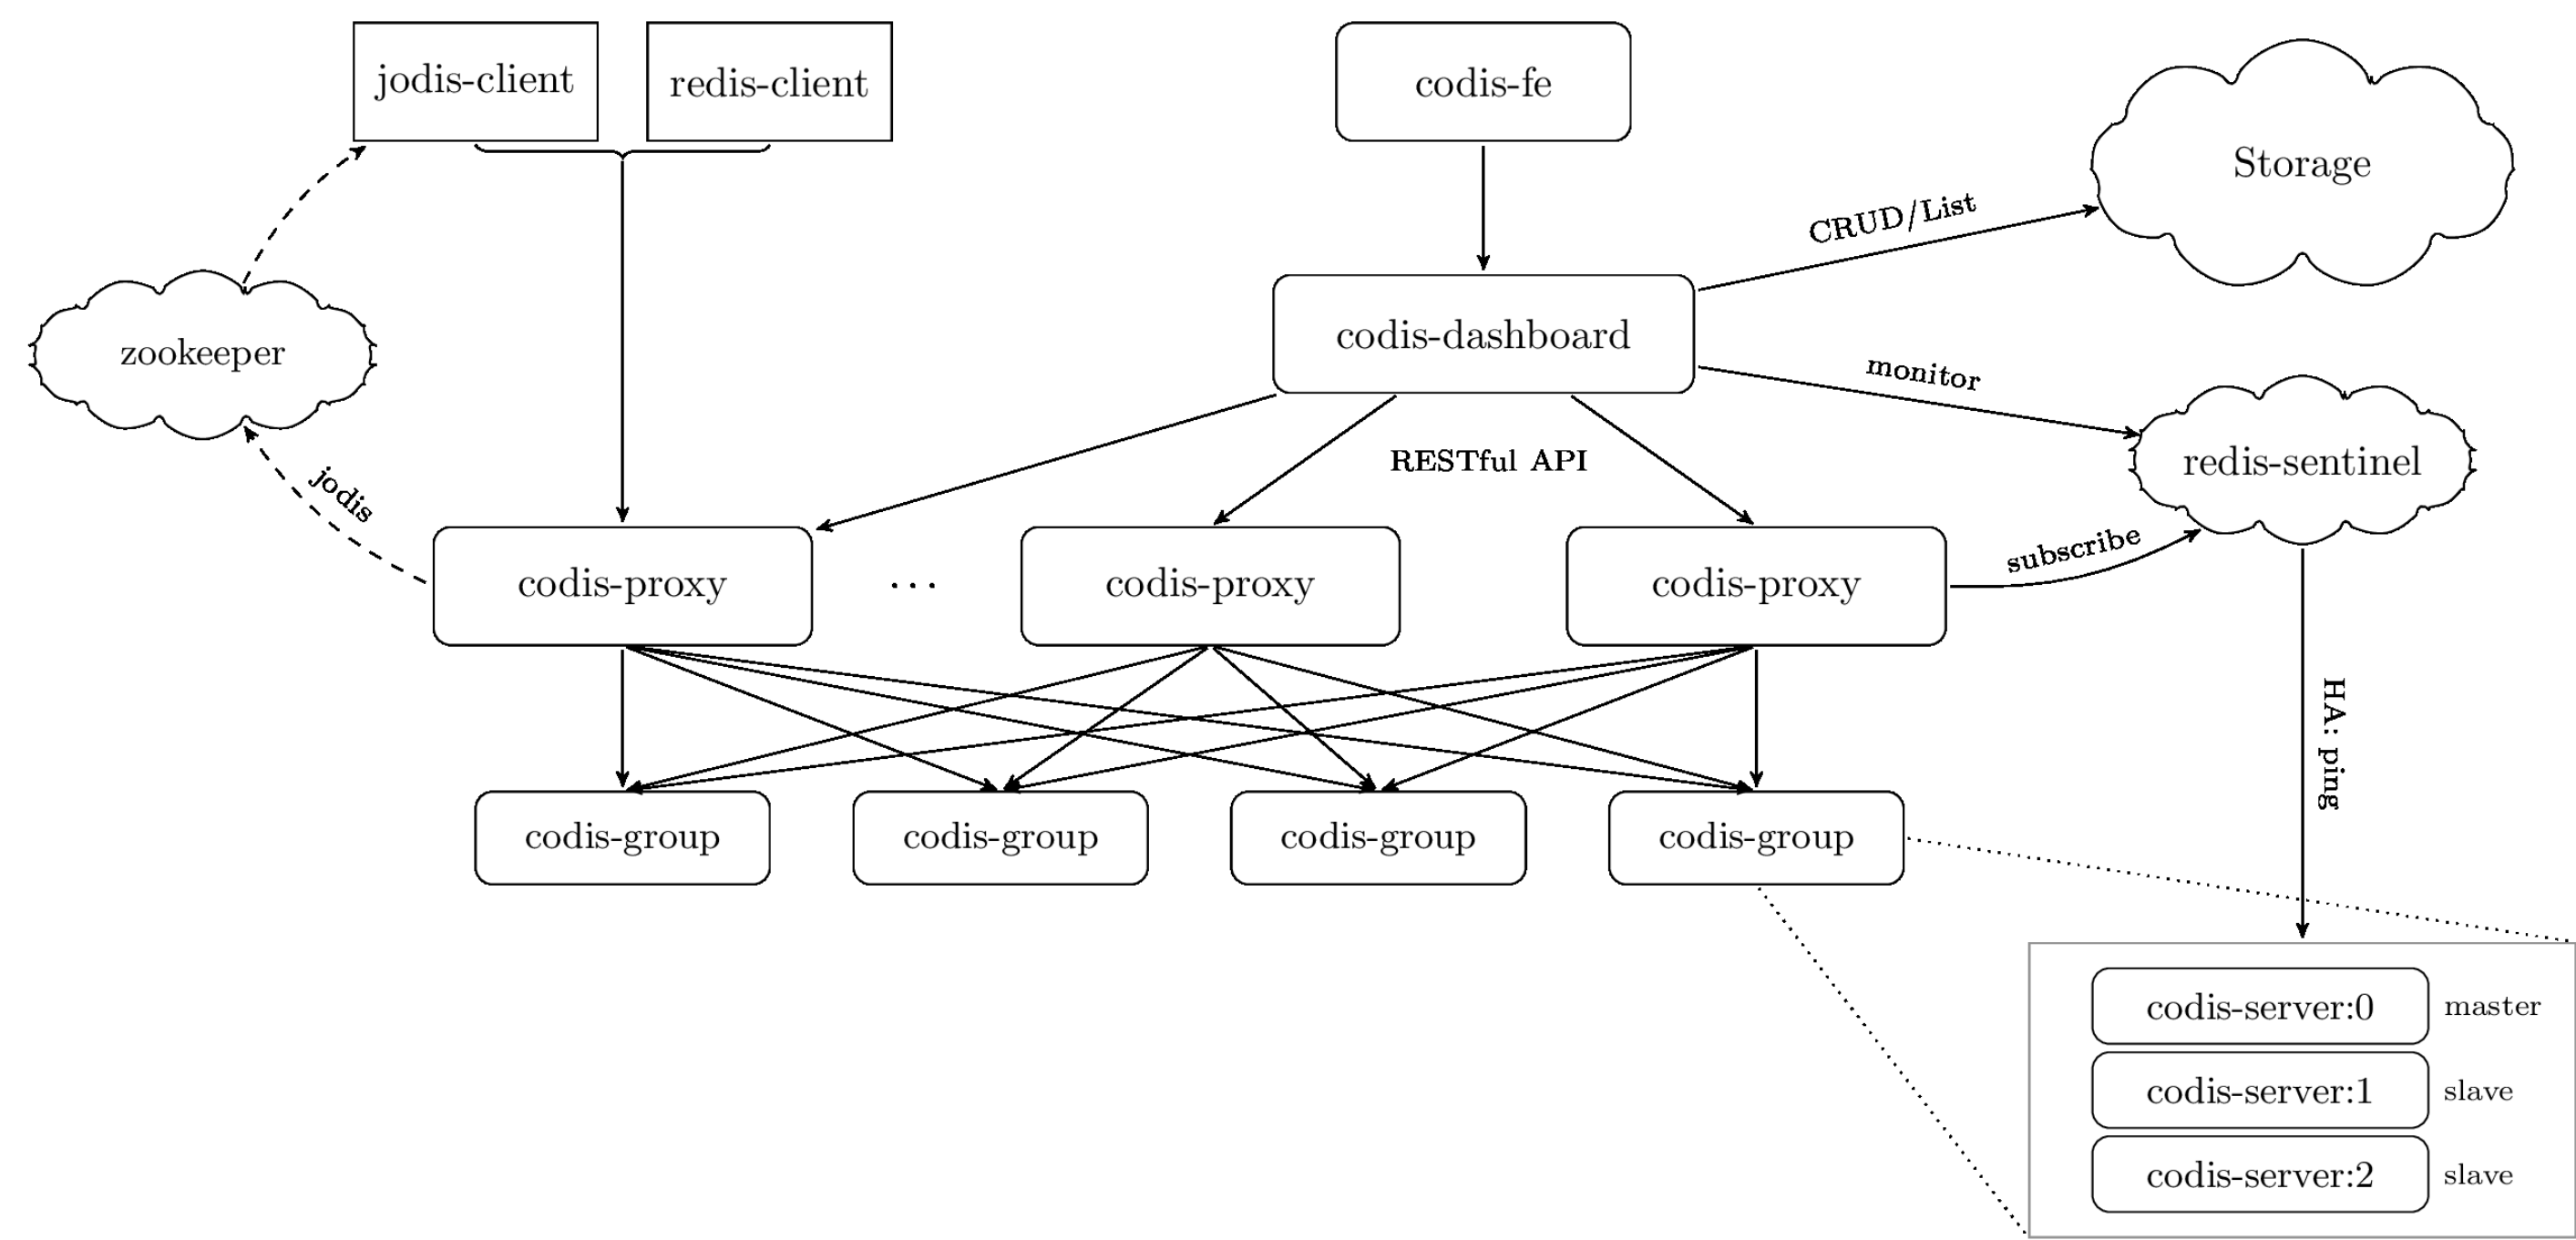 jodis-client
redis-client
codis-fe
Storage
CRUD/List
zookeeper
codis-dashboard
monitor
RESTful API
redis-sentinel
jodis
subscribe
codis-proxy
...
codis-proxy
codis-proxy
HA: ping
codis-group
codis-group
codis-group
codis-group
codis-server:0 master
codis-server:1 slave
codis-server:2 slave